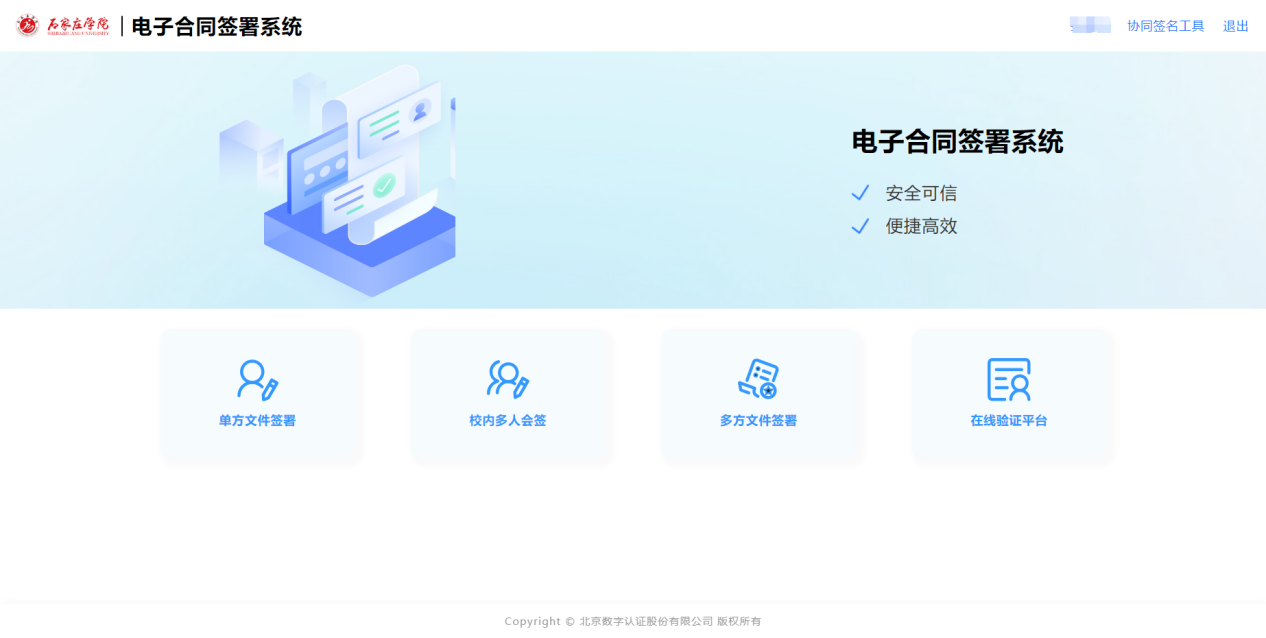 石家庄学院
SHIJIAZHUANG UNIVERSITY
电子合同签署系统
协同签名工具 退出
电子合同签署系统
安全可信
便捷高效
单方文件签署 校内多人会签 多方文件签署 在线验证平台
Copyright © 北京数字认证股份有限公司 版权所有